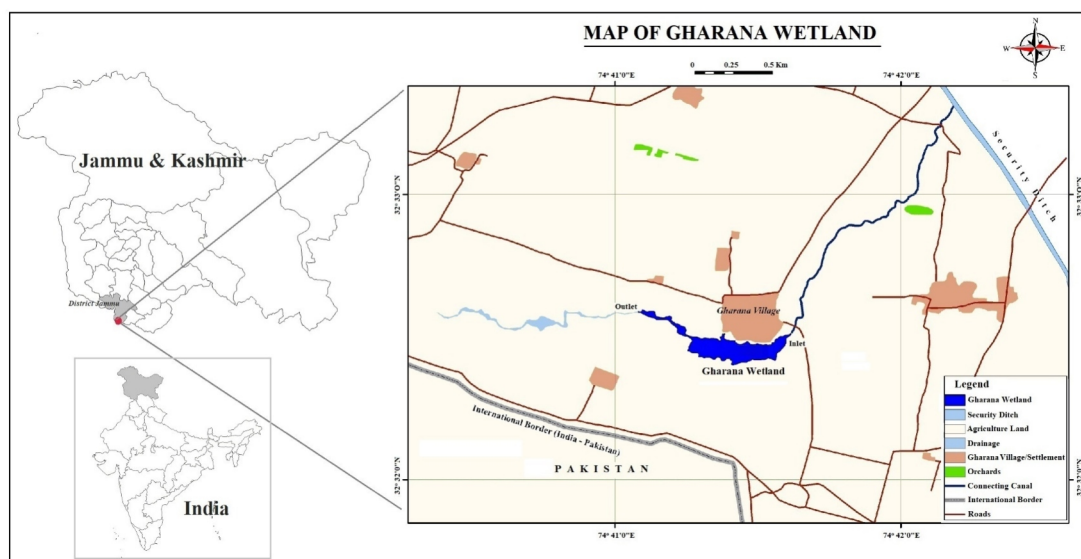 MAP OF GHARANA WETLAND
N
W E
S
0 0.25 0.5 Km
74° 41'0"E
74° 42'0"E
Jammu & Kashmir
District Jammu
India
32° 33'0"N
32° 33'0"N
Security Ditch
Outlet
Gharana Village
Inlet
Gharana Wetland
International Border (India - Pakistan)
PAKISTAN
32° 32'0"N
32° 32'0"N
Legend
Gharana Wetland
Security Ditch
Agriculture Land
Drainage
Gharana Village/Settlement
Orchards
Connecting Canal
International Border
Roads
74° 41'0"E
74° 42'0"E